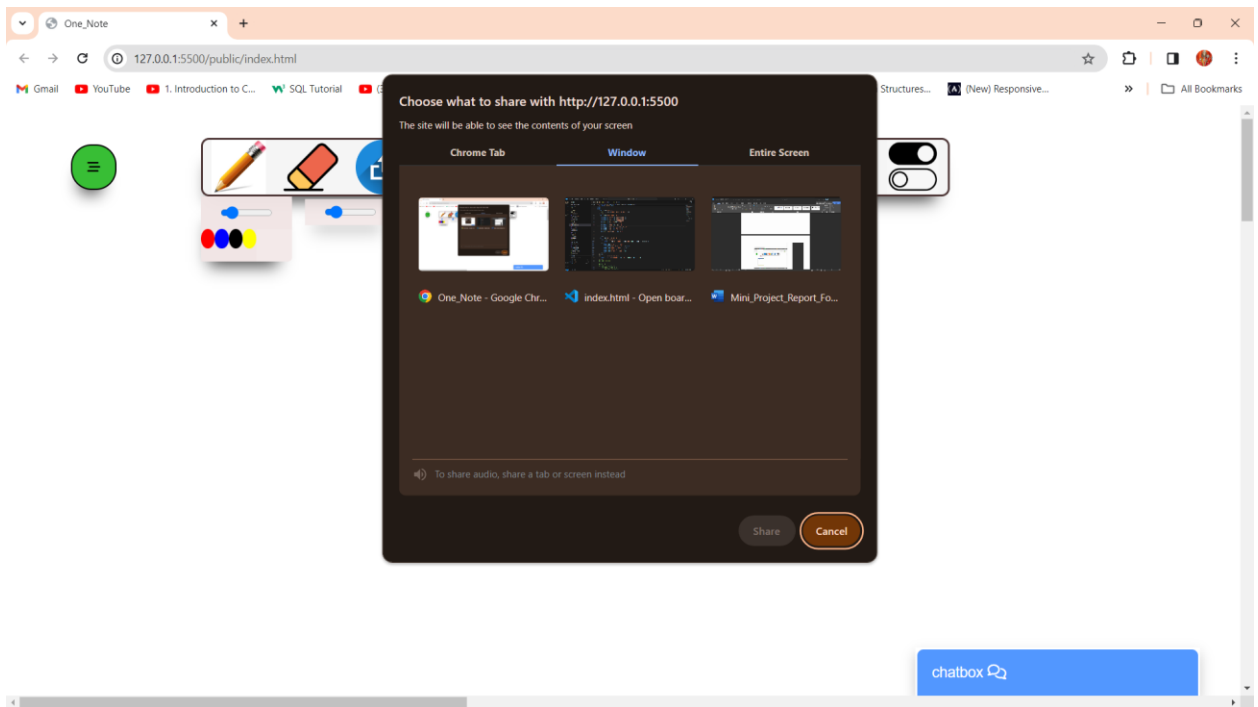 One_Note
127.0.0.1:5500/public/index.html
Gmail YouTube 1. Introduction to C... SQL Tutorial Structures... (New) Responsive... » All Bookmarks
Choose what to share with http://127.0.0.1:5500
The site will be able to see the contents of your screen
Chrome Tab Window Entire Screen
One_Note - Google Chr... index.html - Open boar... Mini_Project_Report_Fo...
To share audio, share a tab or screen instead
Share Cancel
chatbox